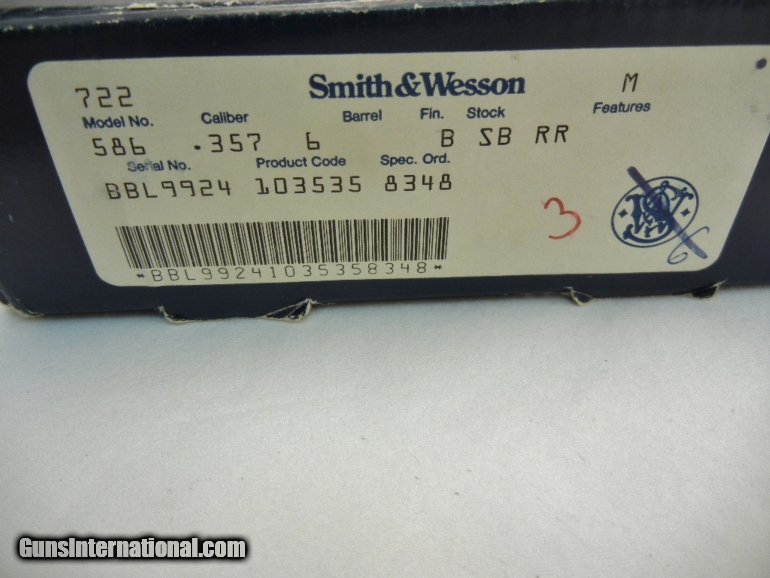 722 Smith&Wesson M
Model No. Caliber Barrel Fin. Stock Features
586 .357 6 B SB RR
Serial No. Product Code Spec. Ord.
BBL9924 103535 8348
3
6
*BBL99241035358348*
GunsInternational.com